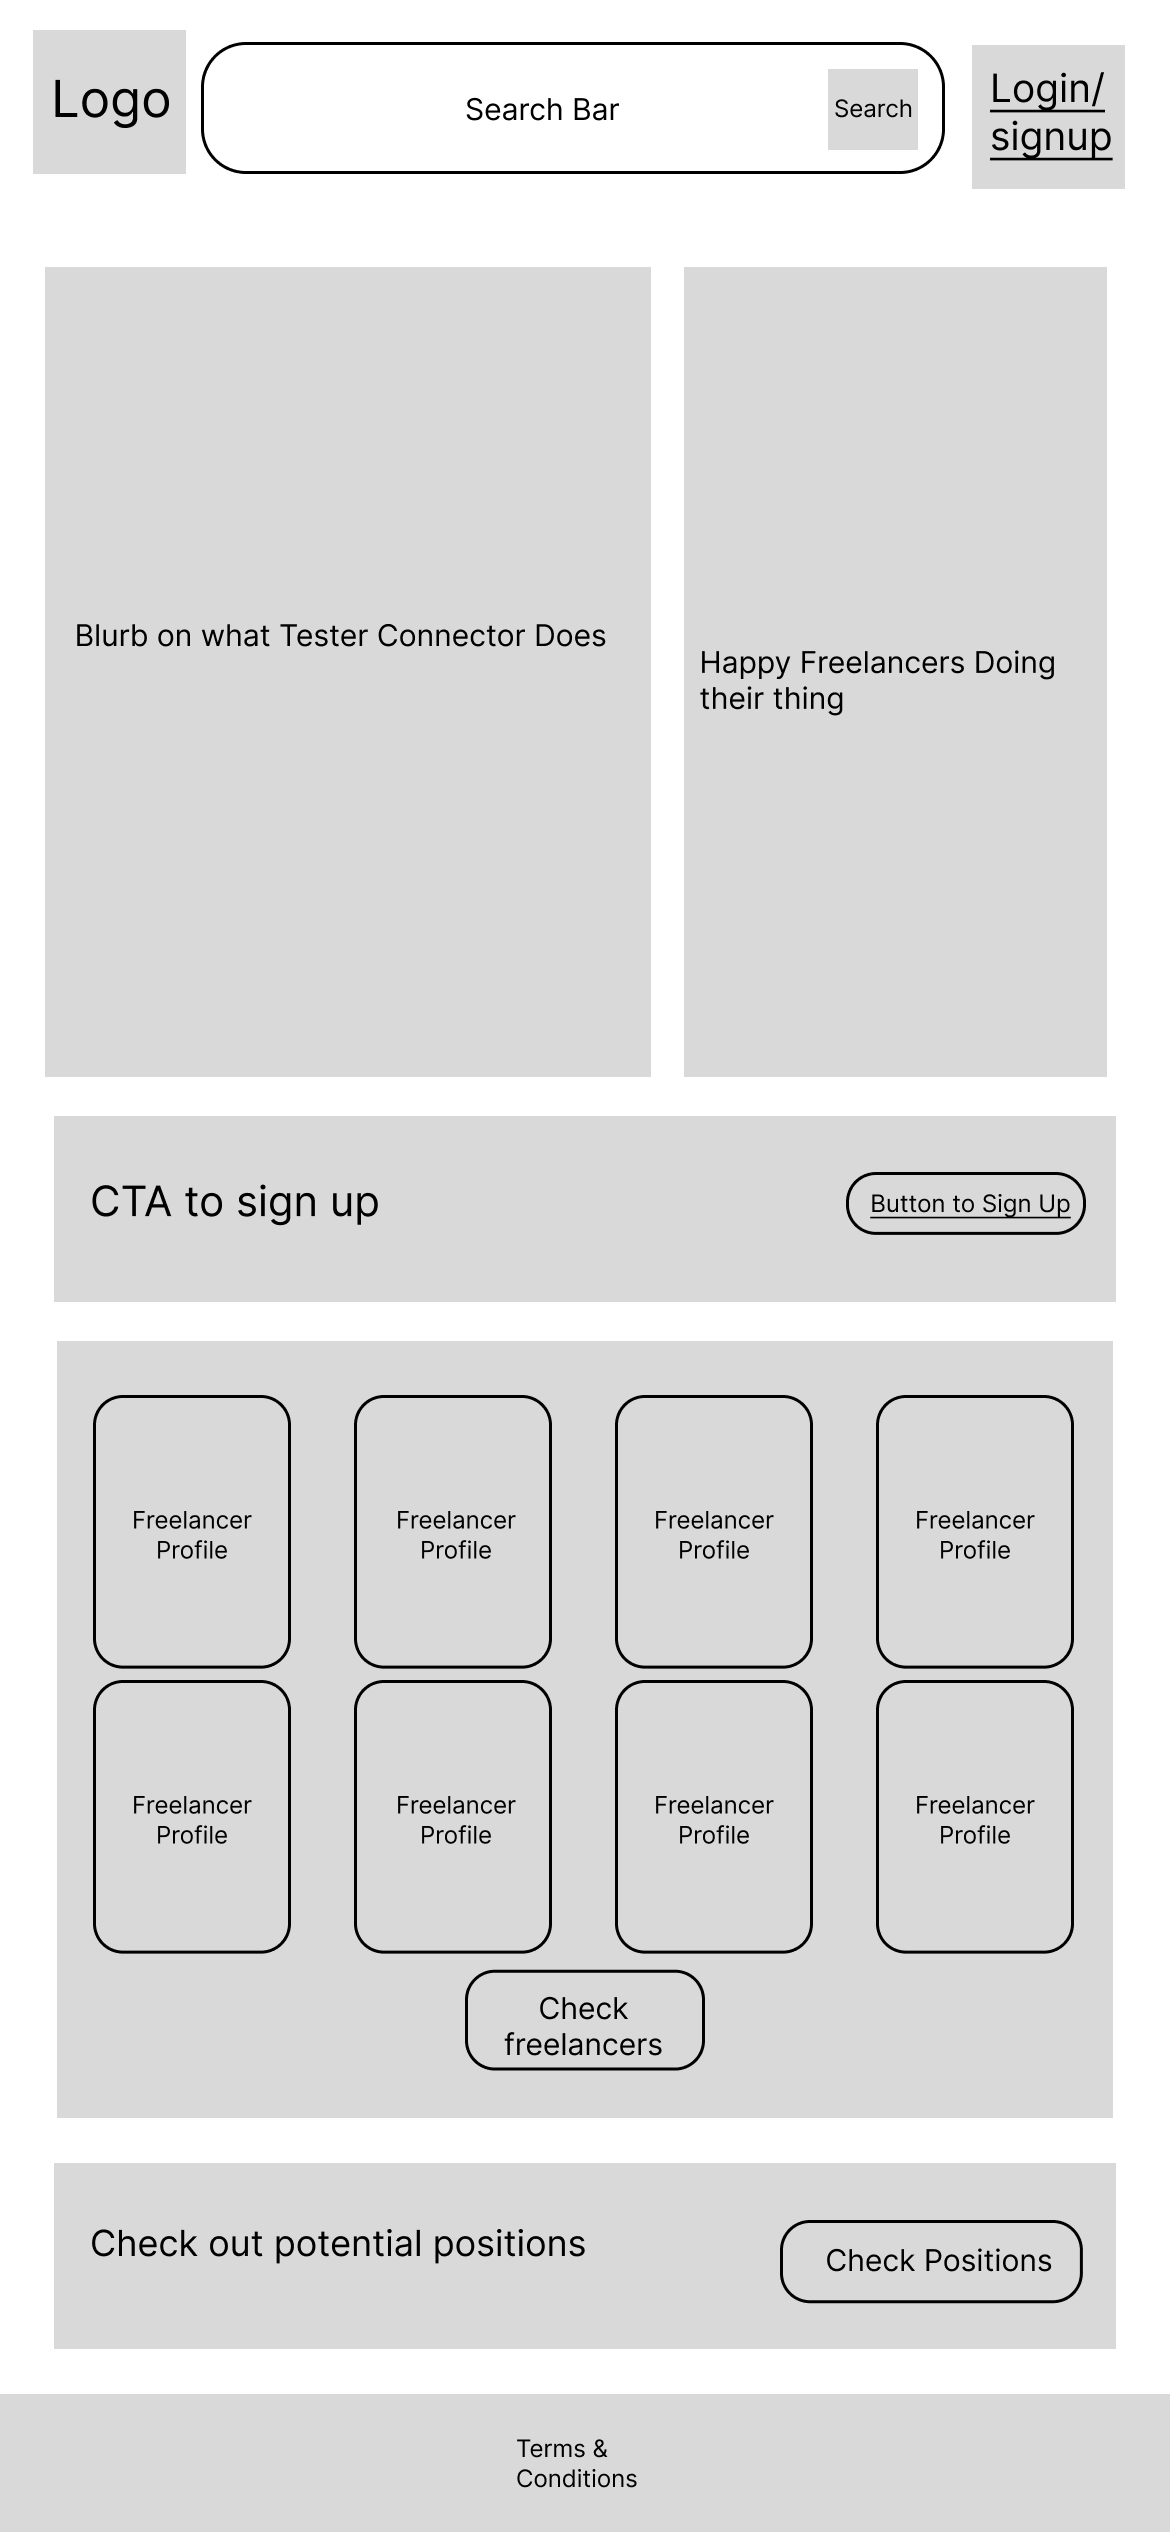 Logo
Search Bar
Search
Login/
signup
Blurb on what Tester Connector Does
Happy Freelancers Doing
their thing
CTA to sign up
Button to Sign Up
Freelancer
Profile
Freelancer
Profile
Freelancer
Profile
Freelancer
Profile
Freelancer
Profile
Freelancer
Profile
Freelancer
Profile
Freelancer
Profile
Check
freelancers
Check out potential positions
Check Positions
Terms &
Conditions